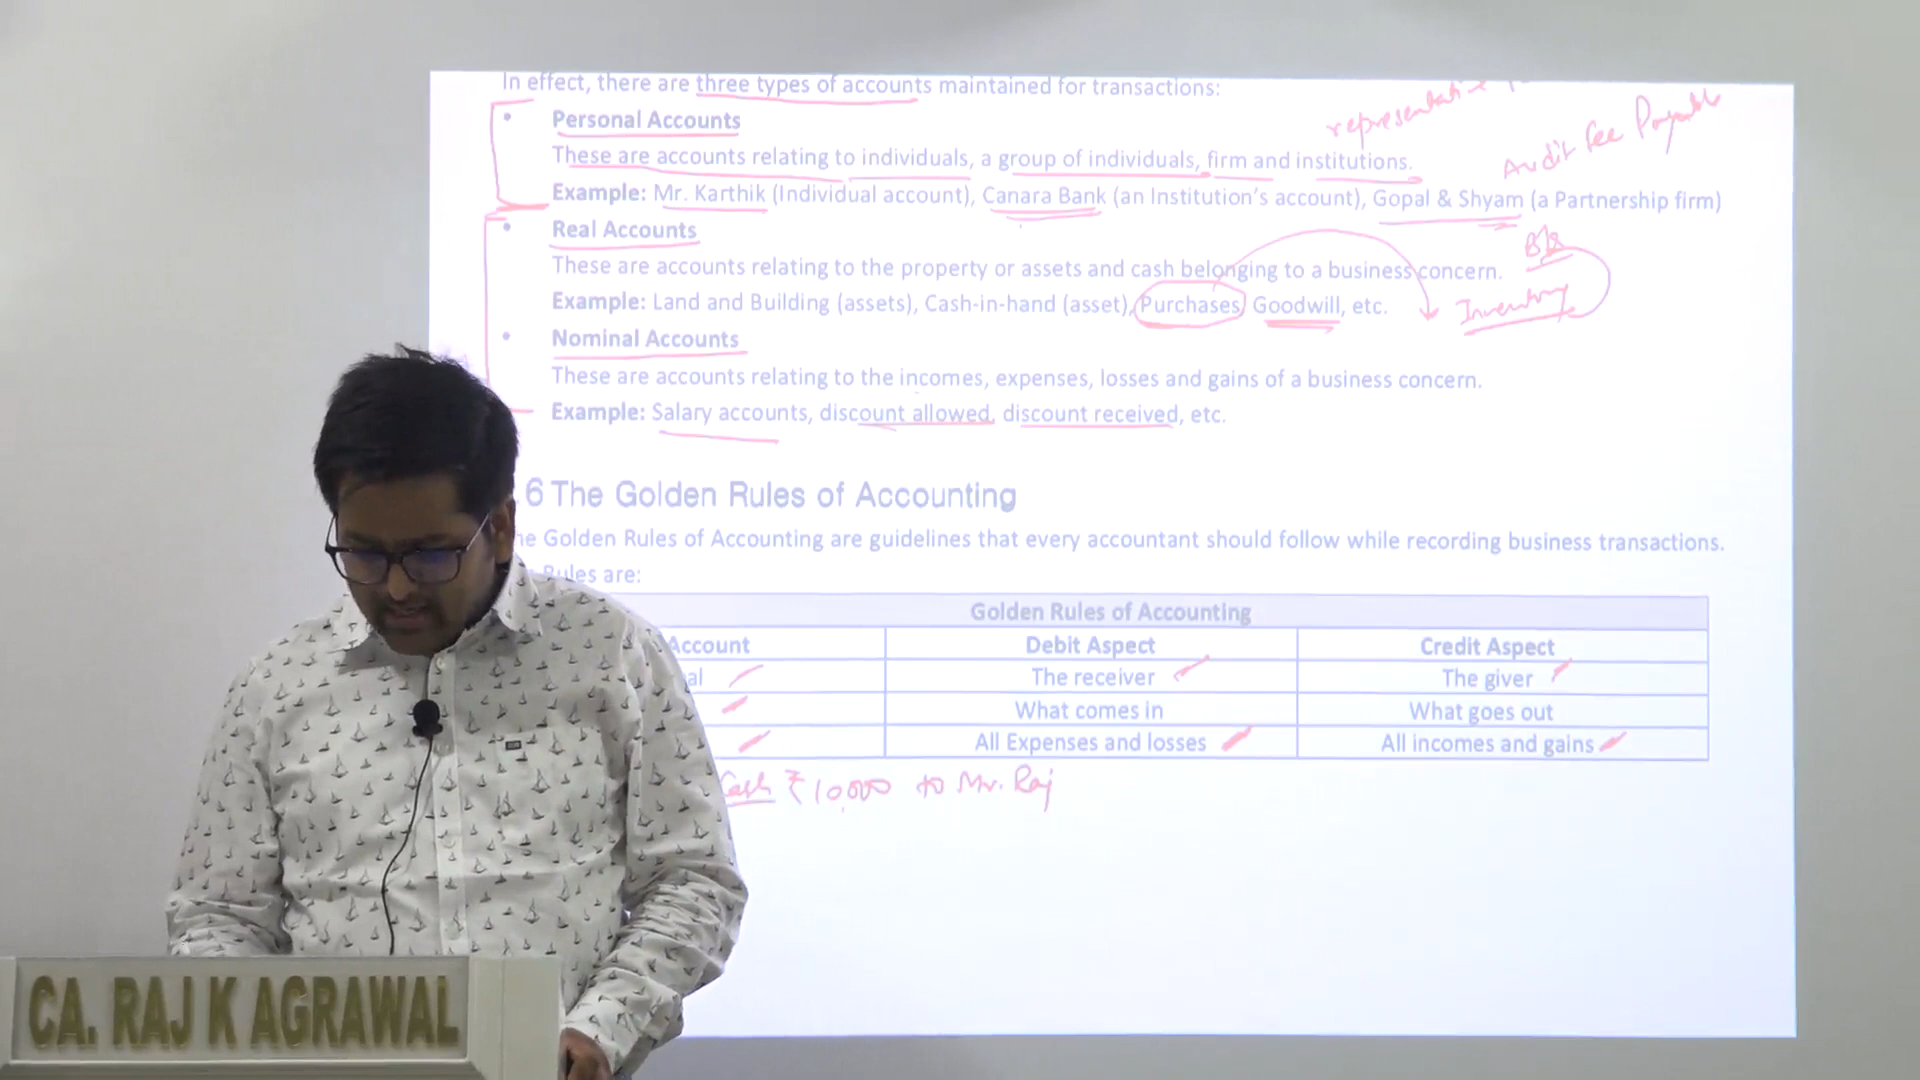 In effect, there are three types of accounts maintained for transactions:
representative
Audit fee Payable
• Personal Accounts
These are accounts relating to individuals, a group of individuals, firm and institutions.
Example: Mr. Karthik (Individual account), Canara Bank (an Institution's account), Gopal & Shyam (a Partnership firm)
• Real Accounts
B/S
These are accounts relating to the property or assets and cash belonging to a business concern.
Example: Land and Building (assets), Cash-in-hand (asset), Purchases Goodwill, etc.
Inventory
• Nominal Accounts
These are accounts relating to the incomes, expenses, losses and gains of a business concern.
Example: Salary accounts, discount allowed, discount received, etc.
6 The Golden Rules of Accounting
Golden Rules of Accounting are guidelines that every accountant should follow while recording business transactions.
Rules are:
Golden Rules of Accounting
Account Debit Aspect Credit Aspect
al The receiver The giver
What comes in What goes out
All Expenses and losses All incomes and gains
Cash ₹10,000 to Mr. Raj
CA. RAJ K AGRAWAL